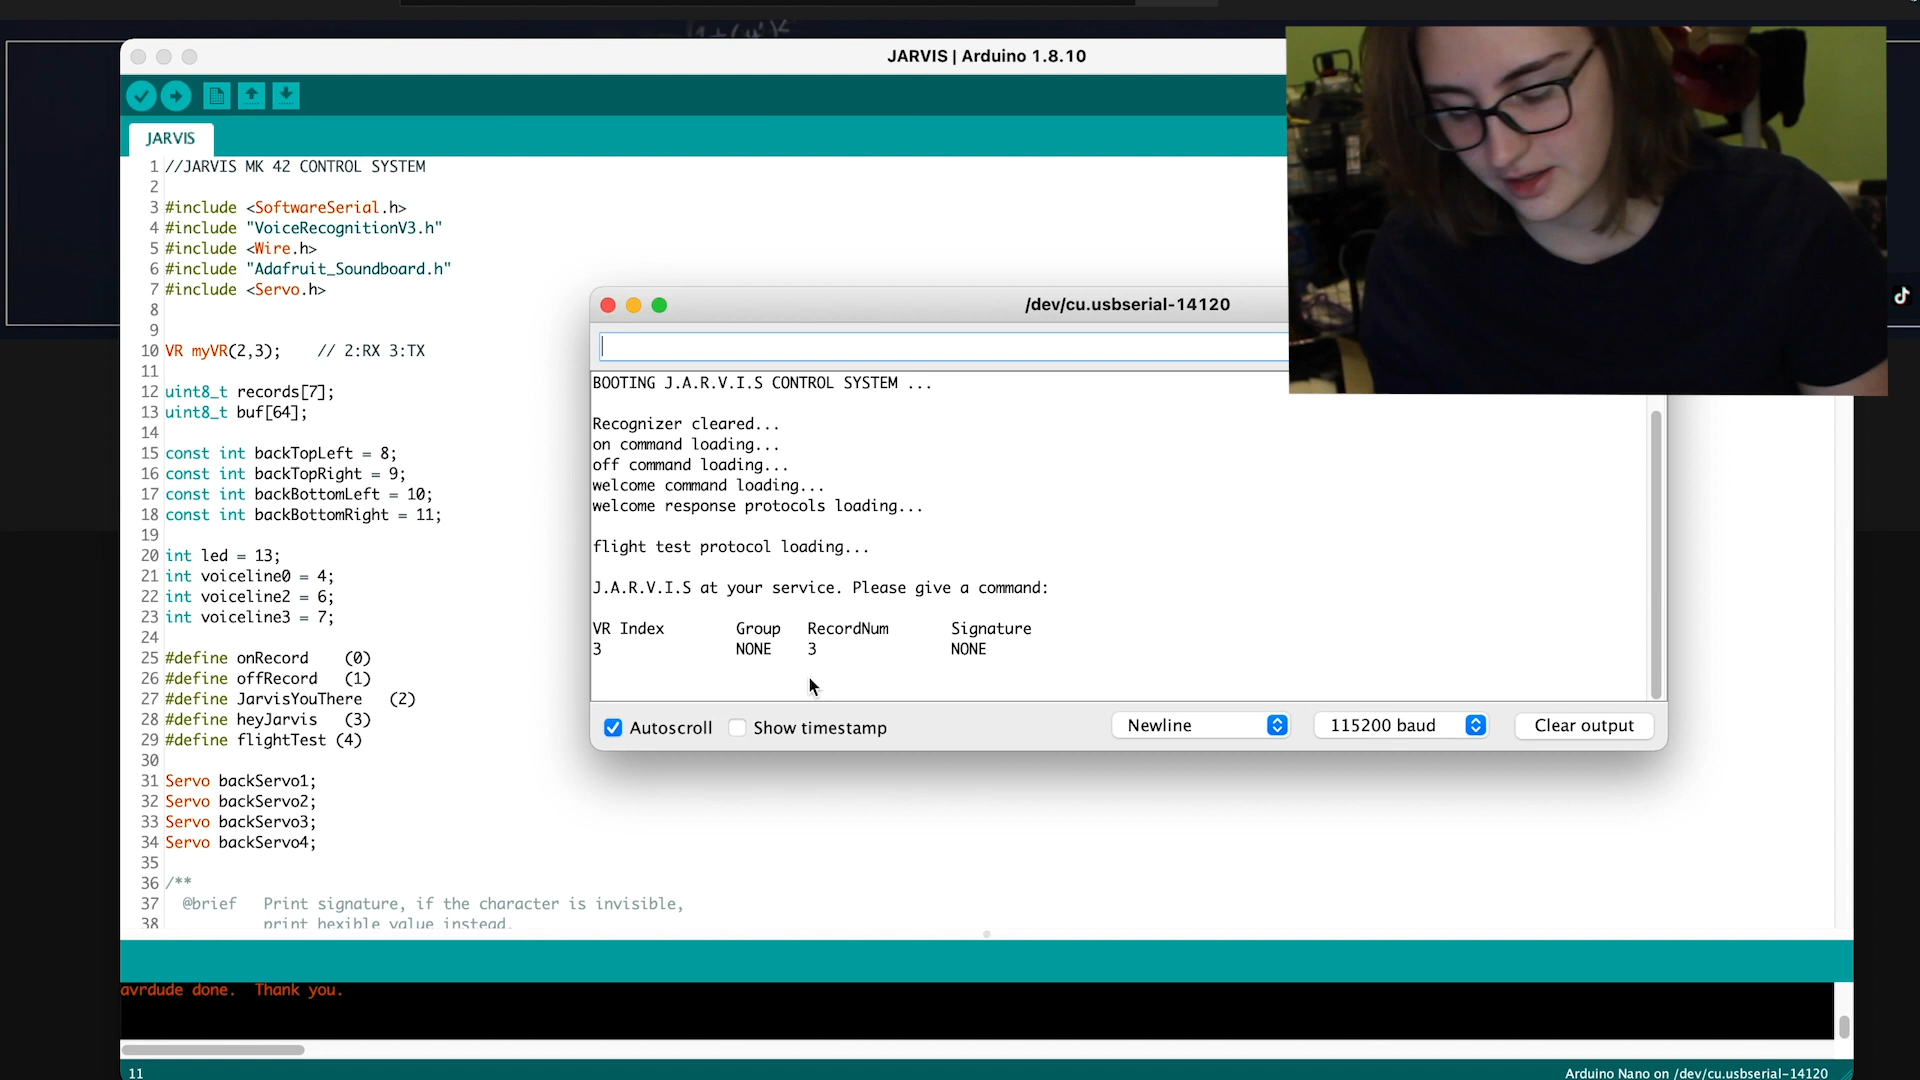 JARVIS | Arduino 1.8.10
JARVIS
1 //JARVIS MK 42 CONTROL SYSTEM
2
3 #include <SoftwareSerial.h>
4 #include "VoiceRecognitionV3.h"
5 #include <Wire.h>
6 #include "Adafruit_Soundboard.h"
7 #include <Servo.h>
8
9
10 VR myVR(2,3);    // 2:RX 3:TX
11
12 uint8_t records[7];
13 uint8_t buf[64];
14
15 const int backTopLeft = 8;
16 const int backTopRight = 9;
17 const int backBottomLeft = 10;
18 const int backBottomRight = 11;
19
20 int led = 13;
21 int voiceline0 = 4;
22 int voiceline2 = 6;
23 int voiceline3 = 7;
24
25 #define onRecord    (0)
26 #define offRecord   (1)
27 #define JarvisYouThere   (2)
28 #define heyJarvis   (3)
29 #define flightTest (4)
30
31 Servo backServo1;
32 Servo backServo2;
33 Servo backServo3;
34 Servo backServo4;
35
36 /**
37   @brief   Print signature, if the character is invisible,
38            print hexible value instead.
/dev/cu.usbserial-14120
BOOTING J.A.R.V.I.S CONTROL SYSTEM ...
Recognizer cleared...
on command loading...
off command loading...
welcome command loading...
welcome response protocols loading...
flight test protocol loading...
J.A.R.V.I.S at your service. Please give a command:
VR Index        Group   RecordNum       Signature
3               NONE    3               NONE
Autoscroll Show timestamp Newline 115200 baud Clear output
avrdude done.  Thank you.
11 Arduino Nano on /dev/cu.usbserial-14120